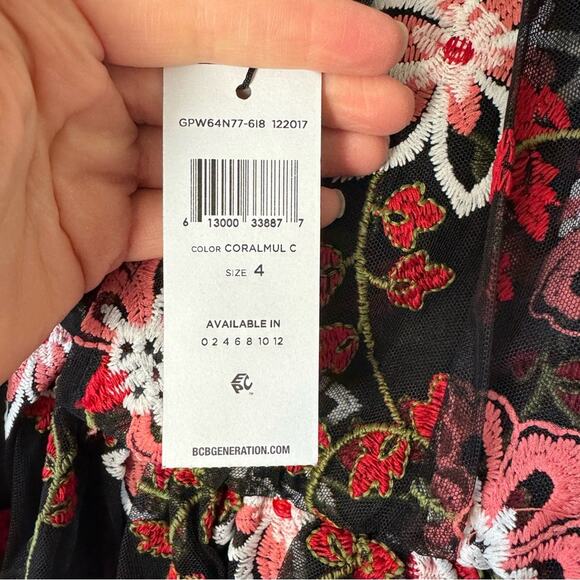 GPW64N77-6I8 122017
6 13000 33887 7
COLOR CORALMUL C
SIZE 4
AVAILABLE IN
0 2 4 6 8 10 12
EPC™
BCBGENERATION.COM